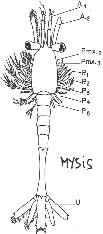 A₁
A₂
Pmx.2
Pmx.3
P₁
P₂
P₃
P₄
P₅
MYSIS
U